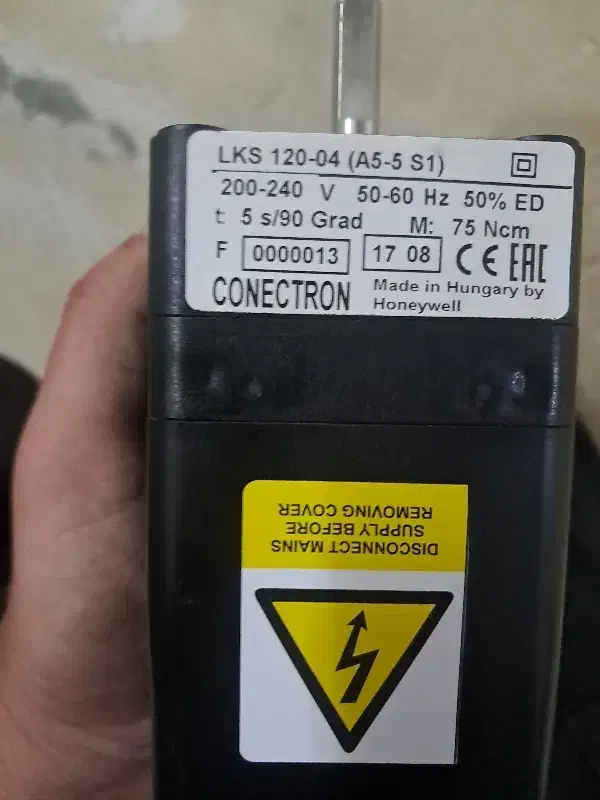 LKS 120-04 (A5-5 S1)
200-240 V 50-60 Hz 50% ED
t: 5 s/90 Grad M: 75 Ncm
F 0000013 17 08 CE EAC
CONECTRON Made in Hungary by
Honeywell
DISCONNECT MAINS
SUPPLY BEFORE
REMOVING COVER